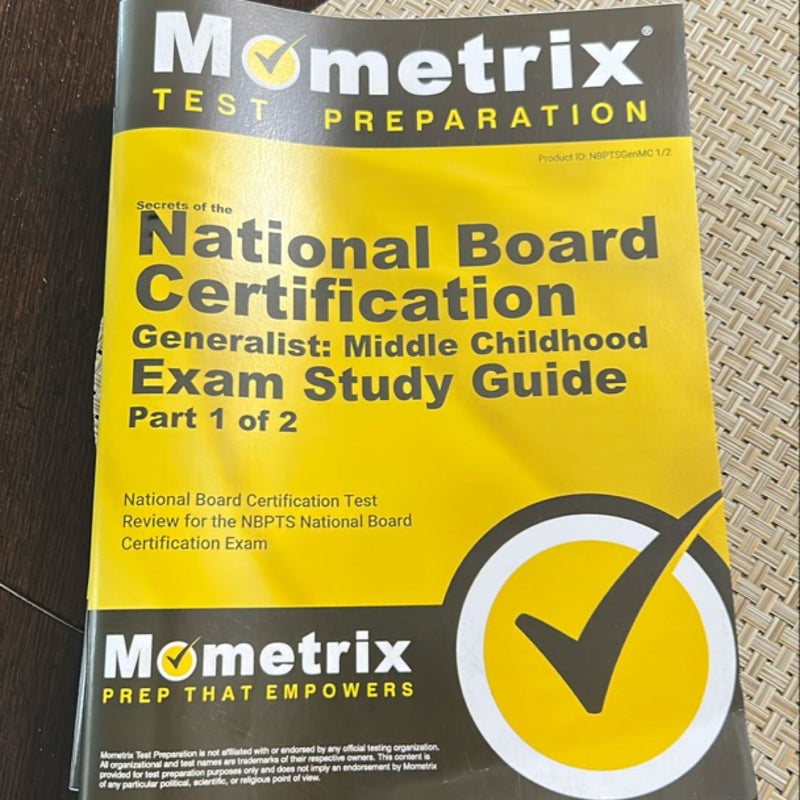 Mometrix®
TEST PREPARATION
Product ID: NBPTSGenMC 1/2
Secrets of the
National Board
Certification
Generalist: Middle Childhood
Exam Study Guide
Part 1 of 2
National Board Certification Test
Review for the NBPTS National Board
Certification Exam
Mometrix
PREP THAT EMPOWERS
Mometrix Test Preparation is not affiliated with or endorsed by any official testing organization.
All organizational and test names are trademarks of their respective owners. This content is
provided for test preparation purposes only and does not imply an endorsement by Mometrix
of any particular political, scientific, or religious point of view.